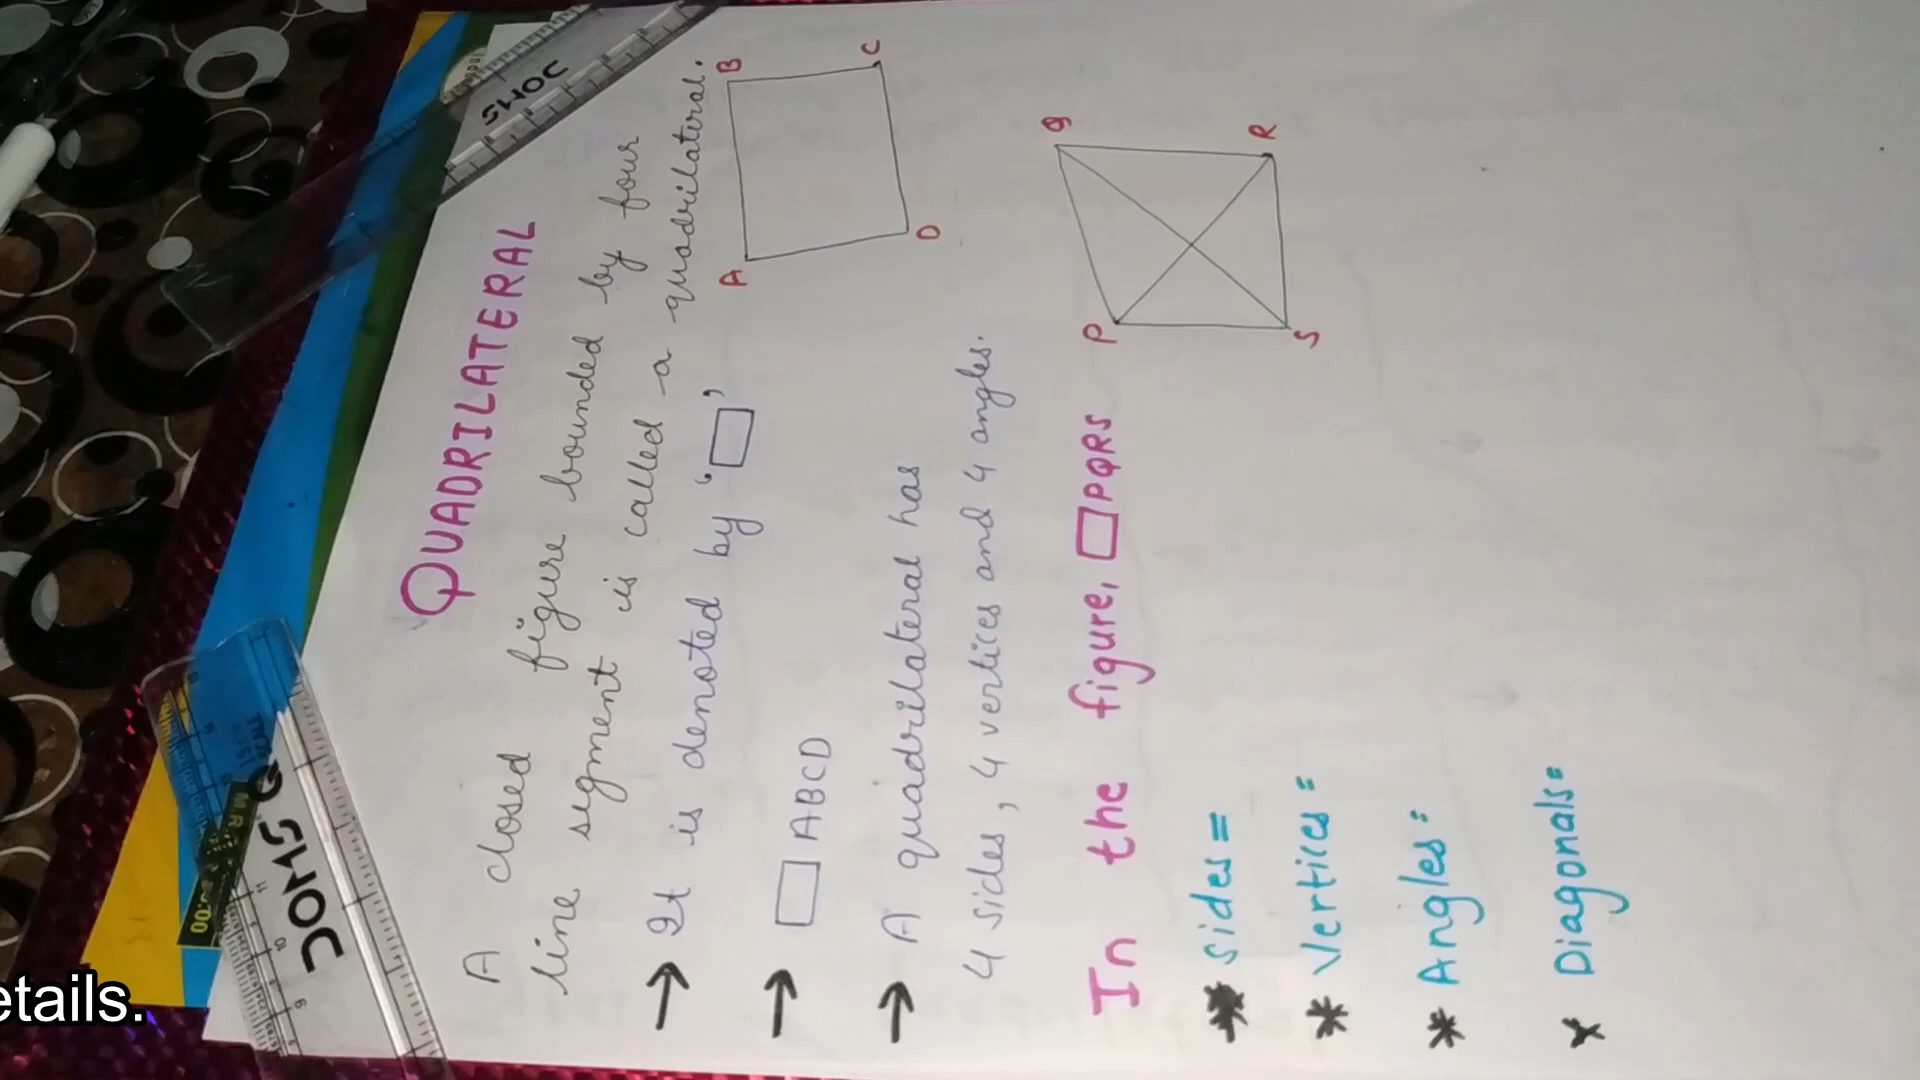 QUADRILATERAL
A closed figure bounded by four
line segment is called a quadrilateral.
→ It is denoted by '□'
→ □ABCD
A
B
C
D
→ A quadrilateral has
4 sides, 4 vertices and 4 angles.
In the figure, □PQRS
P
Q
R
S
* Sides =
* Vertices =
* Angles =
* Diagonals =
DOMS
DOMS
etails.